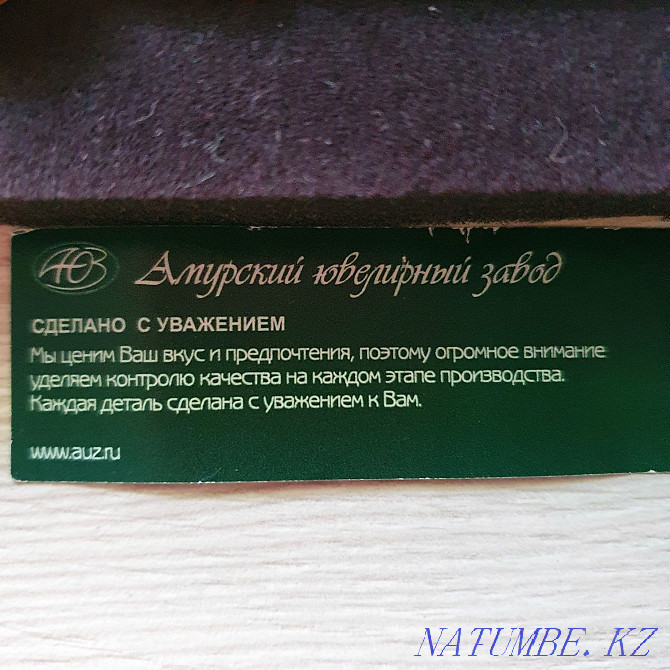 АЮЗ Амурский ювелирный завод
СДЕЛАНО С УВАЖЕНИЕМ
Мы ценим Ваш вкус и предпочтения, поэтому огромное внимание
уделяем контролю качества на каждом этапе производства.
Каждая деталь сделана с уважением к Вам.
www.auz.ru
NATUMBE. KZ